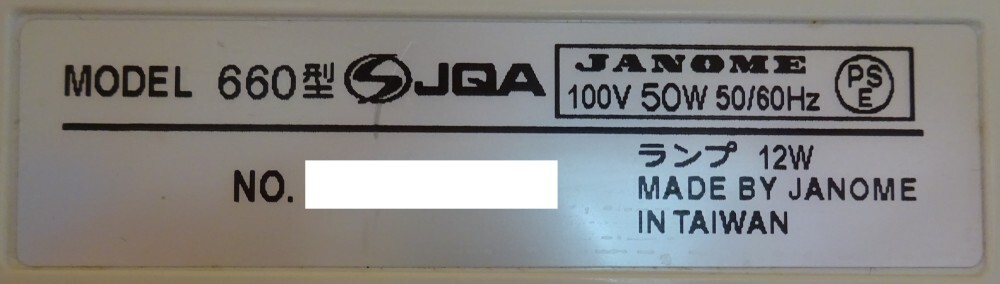 MODEL 660型 JQA JANOME
100V 50W 50/60Hz PSE
NO. ランプ 12W
MADE BY JANOME
IN TAIWAN